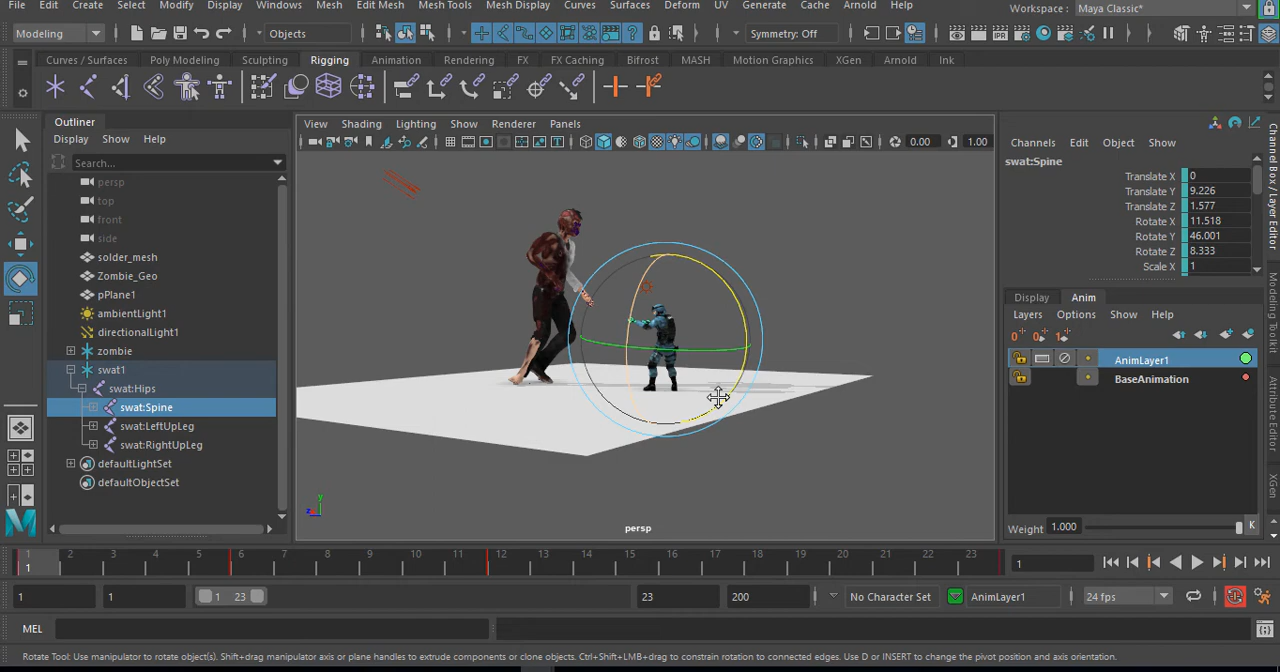 File Edit Create Select Modify Display Windows Mesh Edit Mesh Mesh Tools Mesh Display Curves Surfaces Deform UV Generate Cache Arnold Help Workspace: Maya Classic*
Modeling Objects Symmetry: Off
Curves / Surfaces Poly Modeling Sculpting Rigging Animation Rendering FX FX Caching Bifrost MASH Motion Graphics XGen Arnold Ink
Outliner
Display Show Help
Search...
persp
top
front
side
solder_mesh
Zombie_Geo
pPlane1
ambientLight1
directionalLight1
zombie
swat1
swat:Hips
swat:Spine
swat:LeftUpLeg
swat:RightUpLeg
defaultLightSet
defaultObjectSet
View Shading Lighting Show Renderer Panels
0.00 1.00
y
z
persp
Channels Edit Object Show
swat:Spine
Translate X 0
Translate Y 9.226
Translate Z 1.577
Rotate X 11.518
Rotate Y 46.001
Rotate Z 8.333
Scale X 1
Display Anim
Layers Options Show Help
AnimLayer1
BaseAnimation
Weight 1.000 K
Channel Box / Layer Editor
Modeling Toolkit
Attribute Editor
XGen
1 2 3 4 5 6 7 8 9 10 11 12 13 14 15 16 17 18 19 20 21 22 23
1
1
1 1 1 23 23 200 No Character Set AnimLayer1 24 fps
MEL
Rotate Tool: Use manipulator to rotate object(s). Shift+drag manipulator axis or plane handles to extrude components or clone objects. Ctrl+Shift+LMB+drag to constrain rotation to connected edges. Use D or INSERT to change the pivot position and axis orientation.